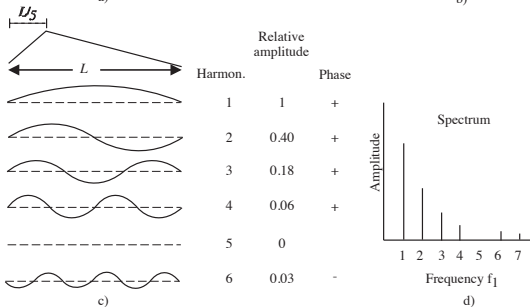 b)
L/5
L
Relative
amplitude
Harmon.
Phase
1 1 +
2 0.40 +
3 0.18 +
4 0.06 +
5 0
6 0.03 -
c)
Spectrum
Amplitude
1 2 3 4 5 6 7
Frequency f1
d)